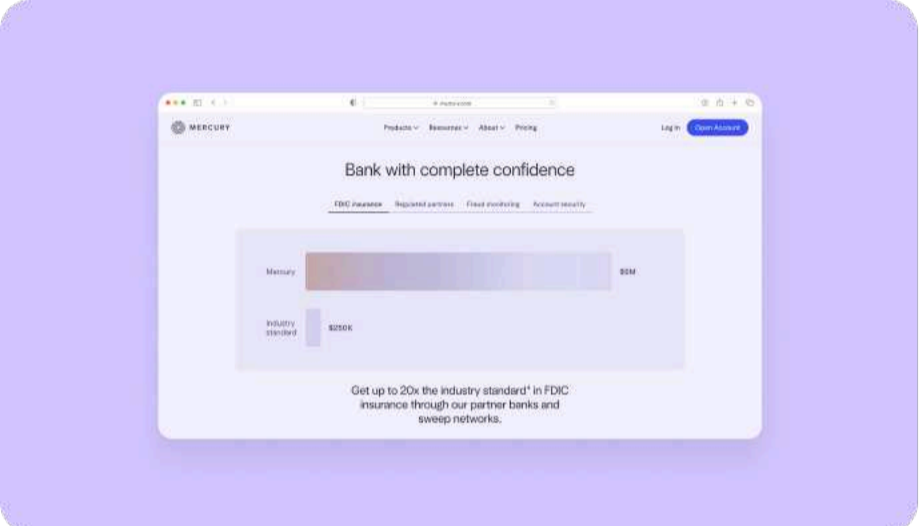 MERCURY
Products
Resources
About
Pricing
Log In
Open Account
Bank with complete confidence
FDIC insurance
Regulated partners
Fraud monitoring
Account security
Mercury
$5M
Industry
standard
$250K
Get up to 20x the industry standard* in FDIC
insurance through our partner banks and
sweep networks.